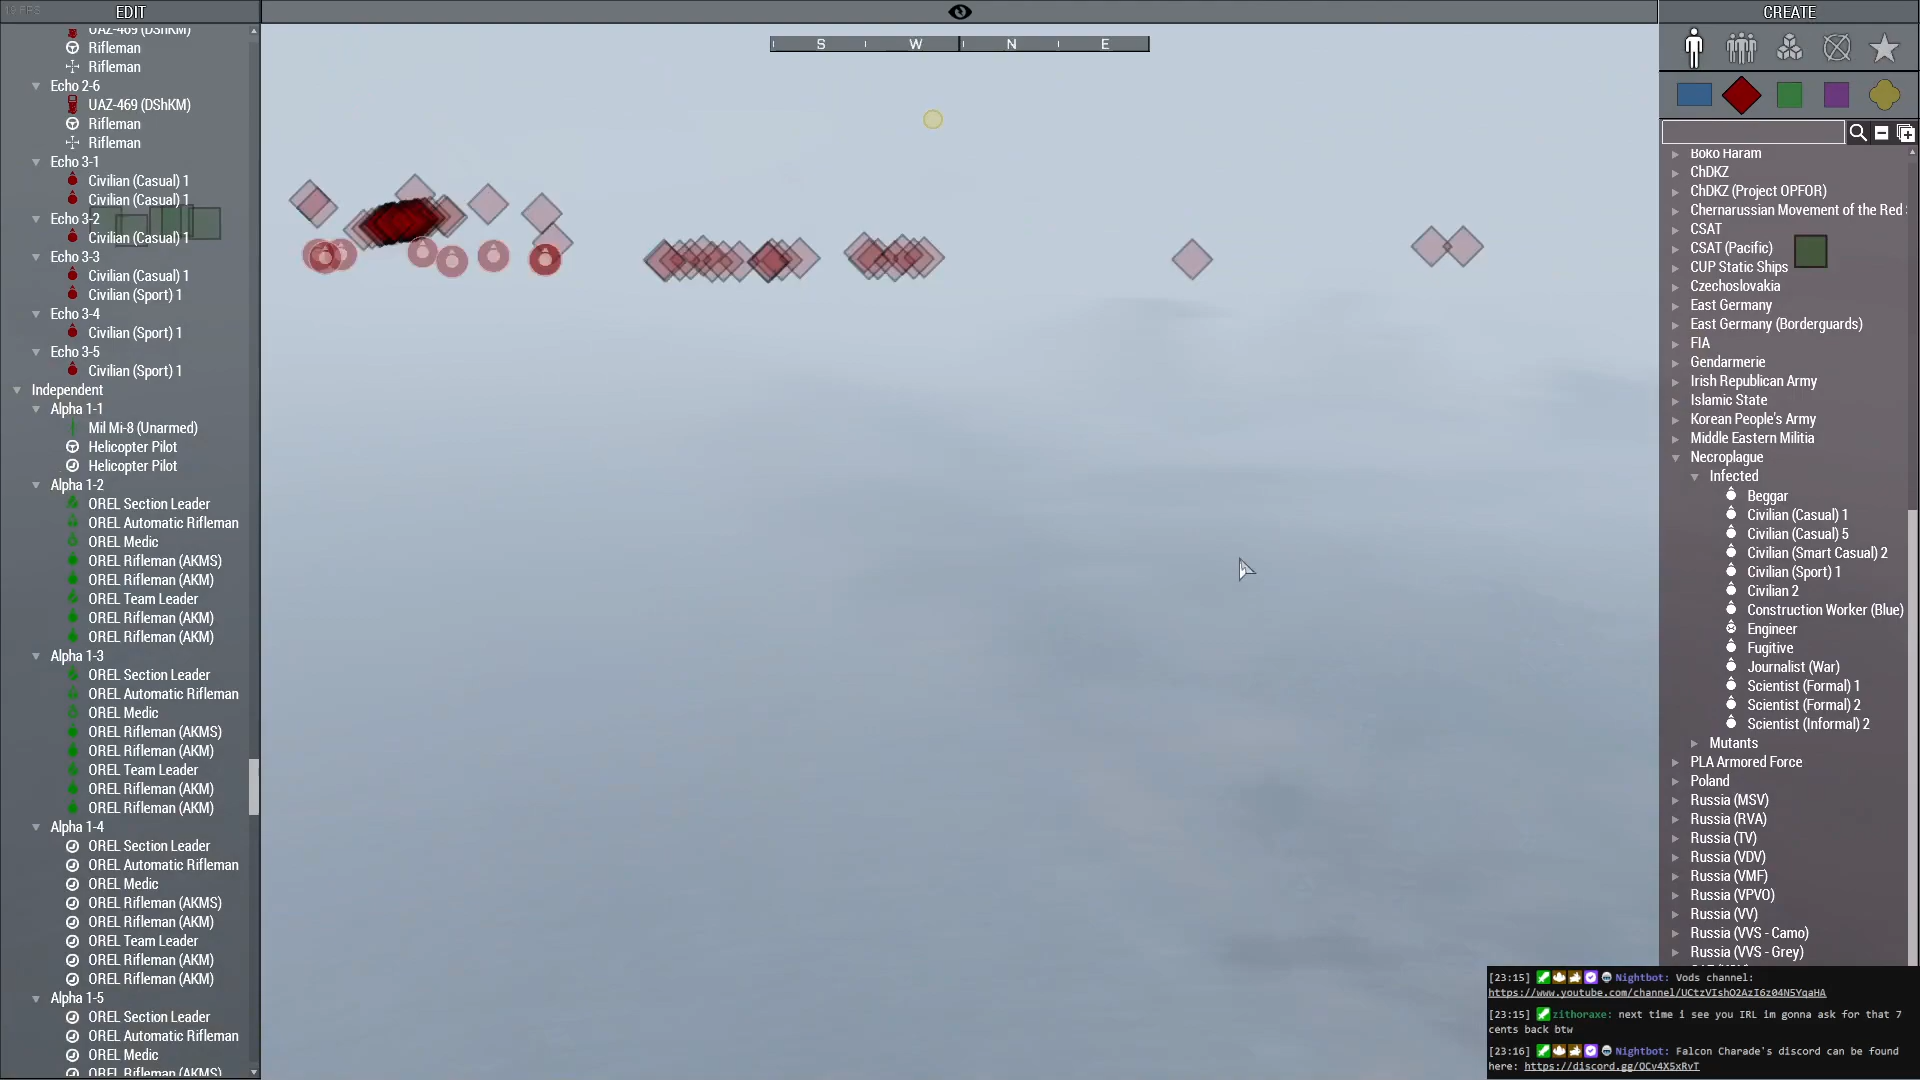 19 FPS
EDIT
UAZ-469 (DShKM)
Rifleman
Rifleman
Echo 2-6
UAZ-469 (DShKM)
Rifleman
Rifleman
Echo 3-1
Civilian (Casual) 1
Civilian (Casual) 1
Echo 3-2
Civilian (Casual) 1
Echo 3-3
Civilian (Casual) 1
Civilian (Sport) 1
Echo 3-4
Civilian (Sport) 1
Echo 3-5
Civilian (Sport) 1
Independent
Alpha 1-1
Mil Mi-8 (Unarmed)
Helicopter Pilot
Helicopter Pilot
Alpha 1-2
OREL Section Leader
OREL Automatic Rifleman
OREL Medic
OREL Rifleman (AKMS)
OREL Rifleman (AKM)
OREL Team Leader
OREL Rifleman (AKM)
OREL Rifleman (AKM)
Alpha 1-3
OREL Section Leader
OREL Automatic Rifleman
OREL Medic
OREL Rifleman (AKMS)
OREL Rifleman (AKM)
OREL Team Leader
OREL Rifleman (AKM)
OREL Rifleman (AKM)
Alpha 1-4
OREL Section Leader
OREL Automatic Rifleman
OREL Medic
OREL Rifleman (AKMS)
OREL Rifleman (AKM)
OREL Team Leader
OREL Rifleman (AKM)
OREL Rifleman (AKM)
Alpha 1-5
OREL Section Leader
OREL Automatic Rifleman
OREL Medic
OREL Rifleman (AKMS)
S W N E
CREATE
Boko Haram
ChDKZ
ChDKZ (Project OPFOR)
Chernarussian Movement of the Red
CSAT
CSAT (Pacific)
CUP Static Ships
Czechoslovakia
East Germany
East Germany (Borderguards)
FIA
Gendarmerie
Irish Republican Army
Islamic State
Korean People's Army
Middle Eastern Militia
Necroplague
Infected
Beggar
Civilian (Casual) 1
Civilian (Casual) 5
Civilian (Smart Casual) 2
Civilian (Sport) 1
Civilian 2
Construction Worker (Blue)
Engineer
Fugitive
Journalist (War)
Scientist (Formal) 1
Scientist (Formal) 2
Scientist (Informal) 2
Mutants
PLA Armored Force
Poland
Russia (MSV)
Russia (RVA)
Russia (TV)
Russia (VDV)
Russia (VMF)
Russia (VPVO)
Russia (VV)
Russia (VVS - Camo)
Russia (VVS - Grey)
[23:15] Nightbot: Vods channel:
https://www.youtube.com/channel/UCtzVIshO2AzI6z04N5YqaHA
[23:15] zithoraxe: next time i see you IRL im gonna ask for that 7
cents back btw
[23:16] Nightbot: Falcon Charade's discord can be found
here: https://discord.gg/QCv4X5xRvT